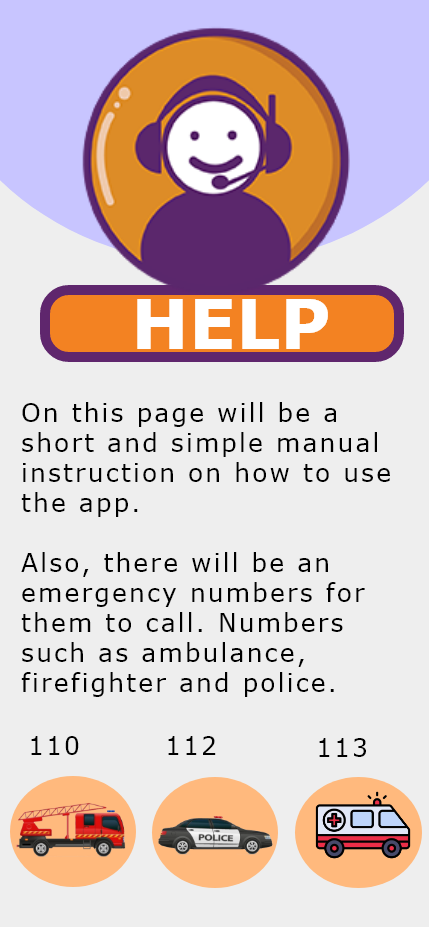 HELP
On this page will be a
short and simple manual
instruction on how to use
the app.
Also, there will be an
emergency numbers for
them to call. Numbers
such as ambulance,
firefighter and police.
110 112 113
POLICE